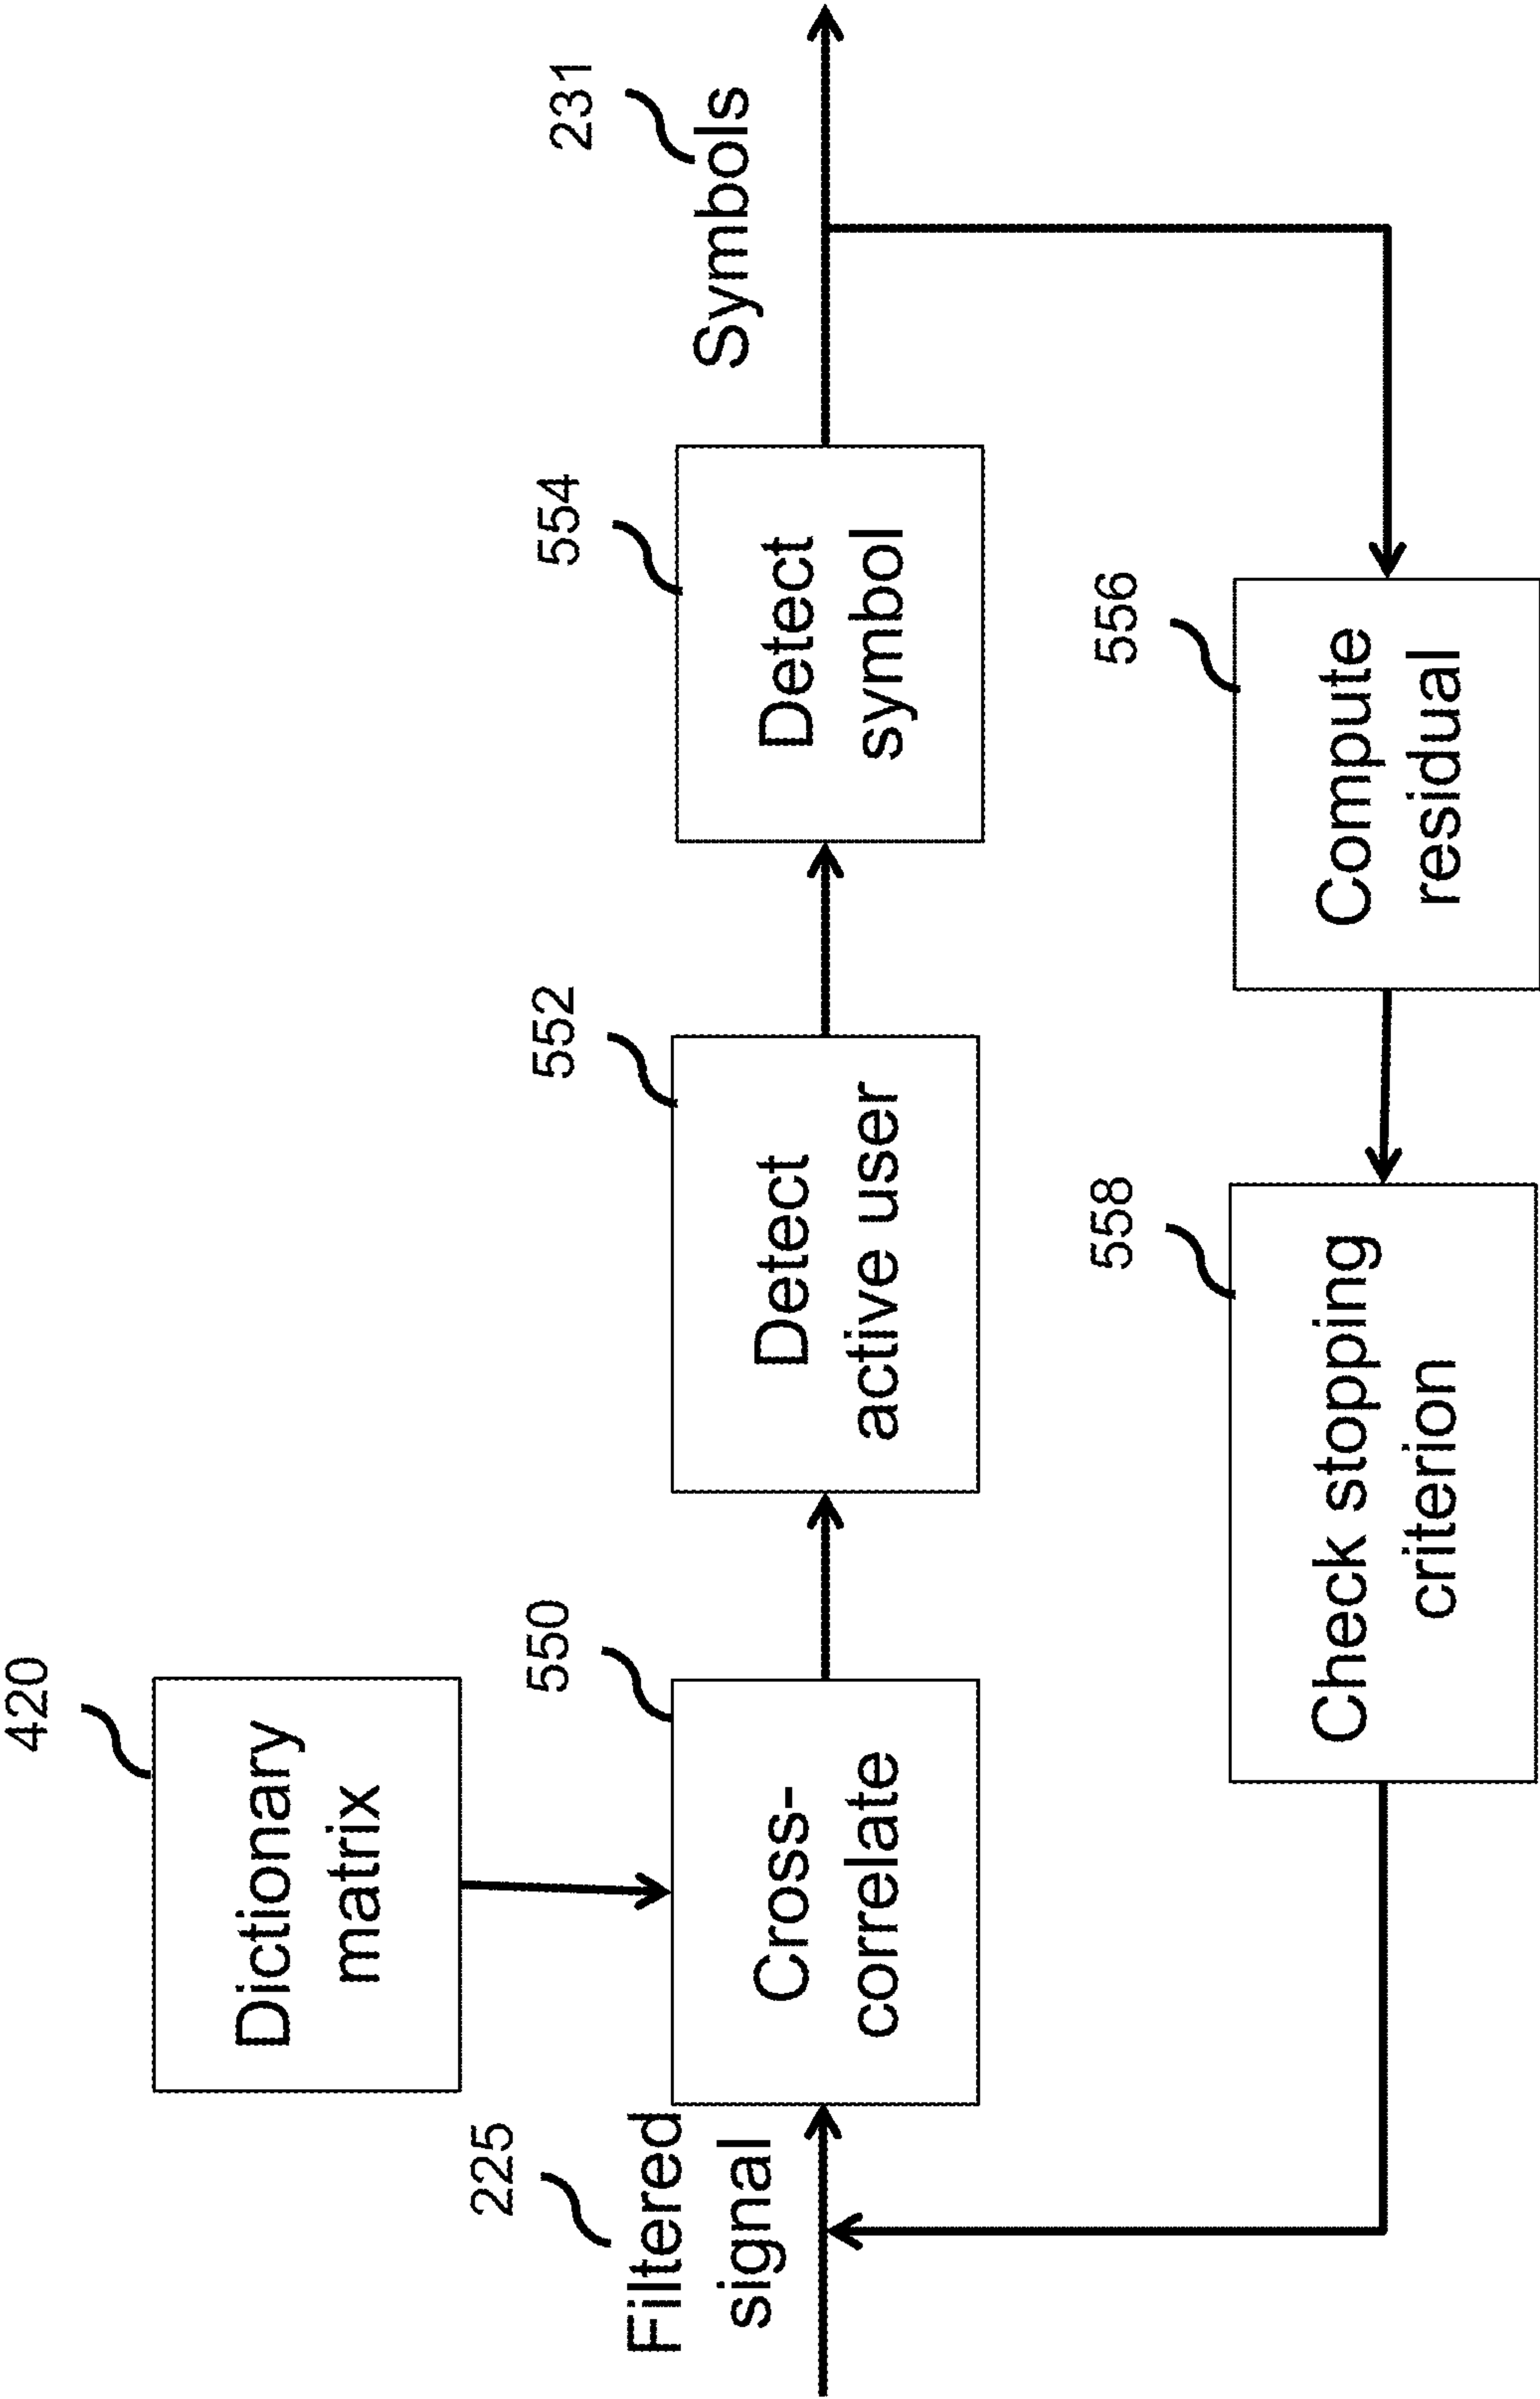 420
Dictionary
matrix
225
Filtered
signal
550
Cross-
correlate
552
Detect
active user
554
Detect
symbol
231
Symbols
558
Check stopping
criterion
556
Compute
residual